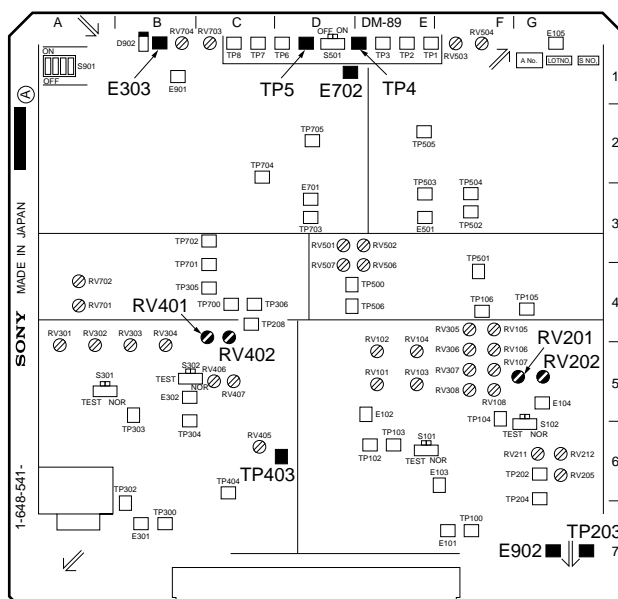 A B C D DM-89 E F G
D902 RV704 RV703 OFF ON RV504 E105
ON
S901
OFF
TP8 TP7 TP6 S501 TP3 TP2 TP1 RV503
A No. LOTNO. S NO.
E303 E901 TP5 E702 TP4
1
A
TP705 TP505
2
TP704
E701 TP503 TP504
TP703 E501 TP502
3
TP702 RV501 RV502
TP701 RV507 RV506 TP501
RV702 TP305 TP500
RV701 TP700 TP306 TP506 TP106 TP105
4
RV401 TP208
RV301 RV302 RV303 RV304 RV402
RV305 RV105
RV102 RV104 RV306 RV106 RV201
RV307 RV107 RV202
S302 RV406
S301 TEST NOR RV407
RV101 RV103 RV308
5
TEST NOR E302 RV108 E104
TP303 TP304 E102 TP104 S102
TEST NOR
RV405 TP103 S101
TP102 TEST NOR RV211 RV212
TP403 TP202 RV205
6
TP404 E103 TP204
TP302
E301 TP300 E101 TP100
E902 TP203
7
SONY MADE IN JAPAN
1-648-541-